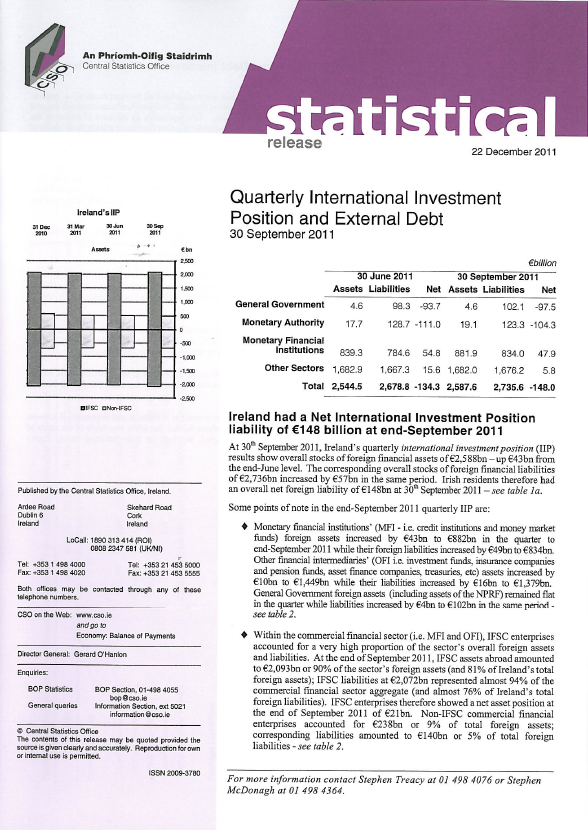 An Phríomh-Oifig Staidrimh
Central Statistics Office
CSO
statistical
release
22 December 2011
Ireland's IIP
31 Dec 2010
31 Mar 2011
30 Jun 2011
30 Sep 2011
Assets
€bn
2,500
2,000
1,500
1,000
500
0
-500
-1,000
-1,500
-2,000
-2,500
IFSC Non-IFSC
Published by the Central Statistics Office, Ireland.
Ardee Road Skehard Road
Dublin 6 Cork
Ireland Ireland
LoCall: 1890 313 414 (ROI)
0808 2347 581 (UK/NI)
Tel: +353 1 498 4000 Tel: +353 21 453 5000
Fax: +353 1 498 4020 Fax: +353 21 453 5555
Both offices may be contacted through any of these
telephone numbers.
CSO on the Web: www.cso.ie
and go to
Economy: Balance of Payments
Director General: Gerard O'Hanlon
Enquiries:
BOP Statistics BOP Section, 01-498 4055
bop@cso.ie
General queries Information Section, ext 5021
information@cso.ie
© Central Statistics Office
The contents of this release may be quoted provided the
source is given clearly and accurately. Reproduction for own
or internal use is permitted.
ISSN 2009-3780
Quarterly International Investment
Position and External Debt
30 September 2011
€billion
30 June 2011 30 September 2011
Assets Liabilities Net Assets Liabilities Net
General Government 4.6 98.3 -93.7 4.6 102.1 -97.5
Monetary Authority 17.7 128.7 -111.0 19.1 123.3 -104.3
Monetary Financial
Institutions 839.3 784.6 54.8 881.9 834.0 47.9
Other Sectors 1,682.9 1,667.3 15.6 1,682.0 1,676.2 5.8
Total 2,544.5 2,678.8 -134.3 2,587.6 2,735.6 -148.0
Ireland had a Net International Investment Position
liability of €148 billion at end-September 2011
At 30th September 2011, Ireland's quarterly international investment position (IIP)
results show overall stocks of foreign financial assets of €2,588bn – up €43bn from
the end-June level. The corresponding overall stocks of foreign financial liabilities
of €2,736bn increased by €57bn in the same period. Irish residents therefore had
an overall net foreign liability of €148bn at 30th September 2011 – see table 1a.
Some points of note in the end-September 2011 quarterly IIP are:
♦ Monetary financial institutions' (MFI - i.e. credit institutions and money market
funds) foreign assets increased by €43bn to €882bn in the quarter to
end-September 2011 while their foreign liabilities increased by €49bn to €834bn.
Other financial intermediaries' (OFI i.e. investment funds, insurance companies
and pension funds, asset finance companies, treasuries, etc) assets increased by
€10bn to €1,449bn while their liabilities increased by €16bn to €1,379bn.
General Government foreign assets (including assets of the NPRF) remained flat
in the quarter while liabilities increased by €4bn to €102bn in the same period -
see table 2.
♦ Within the commercial financial sector (i.e. MFI and OFI), IFSC enterprises
accounted for a very high proportion of the sector's overall foreign assets
and liabilities. At the end of September 2011, IFSC assets abroad amounted
to €2,093bn or 90% of the sector's foreign assets (and 81% of Ireland's total
foreign assets); IFSC liabilities at €2,072bn represented almost 94% of the
commercial financial sector aggregate (and almost 76% of Ireland's total
foreign liabilities). IFSC enterprises therefore showed a net asset position at
the end of September 2011 of €21bn. Non-IFSC commercial financial
enterprises accounted for €238bn or 9% of total foreign assets;
corresponding liabilities amounted to €140bn or 5% of total foreign
liabilities - see table 2.
For more information contact Stephen Treacy at 01 498 4076 or Stephen
McDonagh at 01 498 4364.